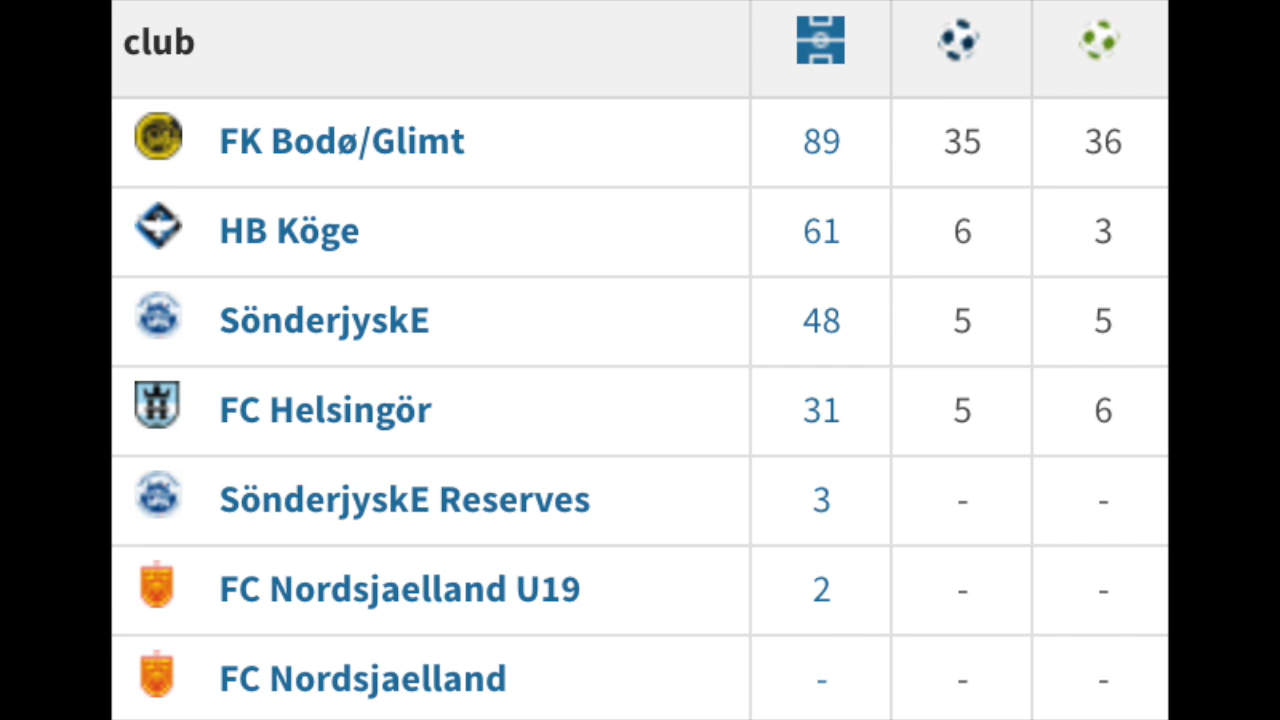 club
FK Bodø/Glimt 89 35 36
HB Köge 61 6 3
SönderjyskE 48 5 5
FC Helsingör 31 5 6
SönderjyskE Reserves 3 - -
FC Nordsjaelland U19 2 - -
FC Nordsjaelland - - -